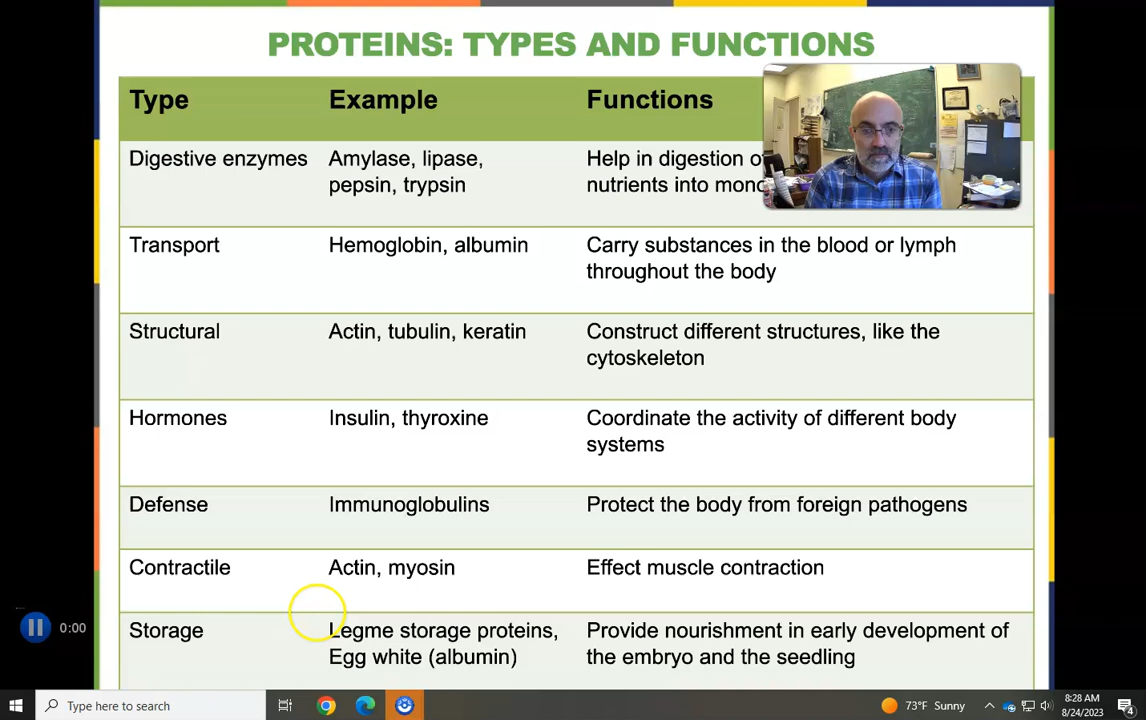 PROTEINS: TYPES AND FUNCTIONS
Type Example Functions
Digestive enzymes Amylase, lipase, Help in digestion o
pepsin, trypsin nutrients into mono
Transport Hemoglobin, albumin Carry substances in the blood or lymph
throughout the body
Structural Actin, tubulin, keratin Construct different structures, like the
cytoskeleton
Hormones Insulin, thyroxine Coordinate the activity of different body
systems
Defense Immunoglobulins Protect the body from foreign pathogens
Contractile Actin, myosin Effect muscle contraction
Storage Legme storage proteins, Provide nourishment in early development of
Egg white (albumin) the embryo and the seedling
0:00
Type here to search
73°F Sunny
8:28 AM
8/24/2023
4